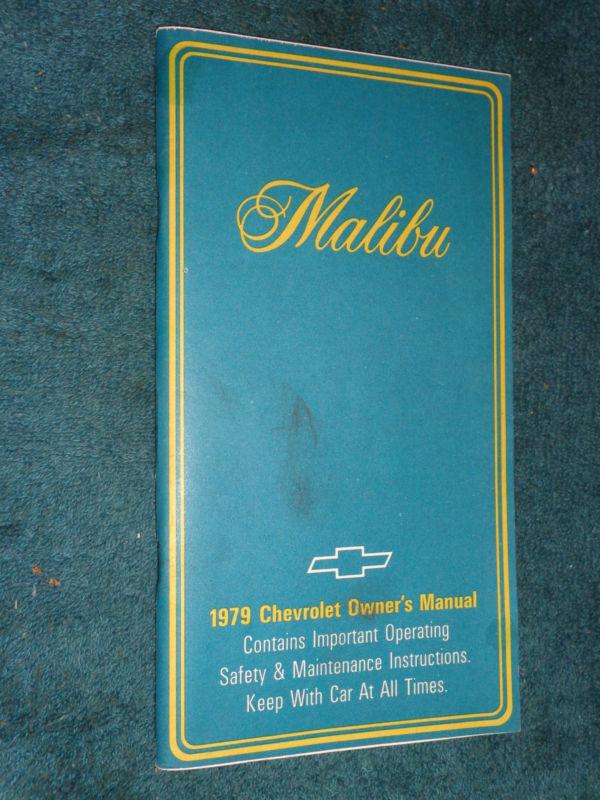 Malibu
1979 Chevrolet Owner's Manual
Contains Important Operating
Safety & Maintenance Instructions.
Keep With Car At All Times.